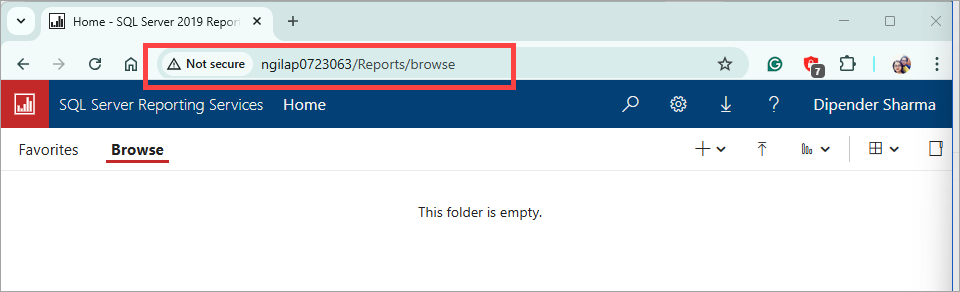 Home - SQL Server 2019 Report
Not secure ngilap0723063/Reports/browse
7
SQL Server Reporting Services Home Dipender Sharma
Favorites Browse
This folder is empty.